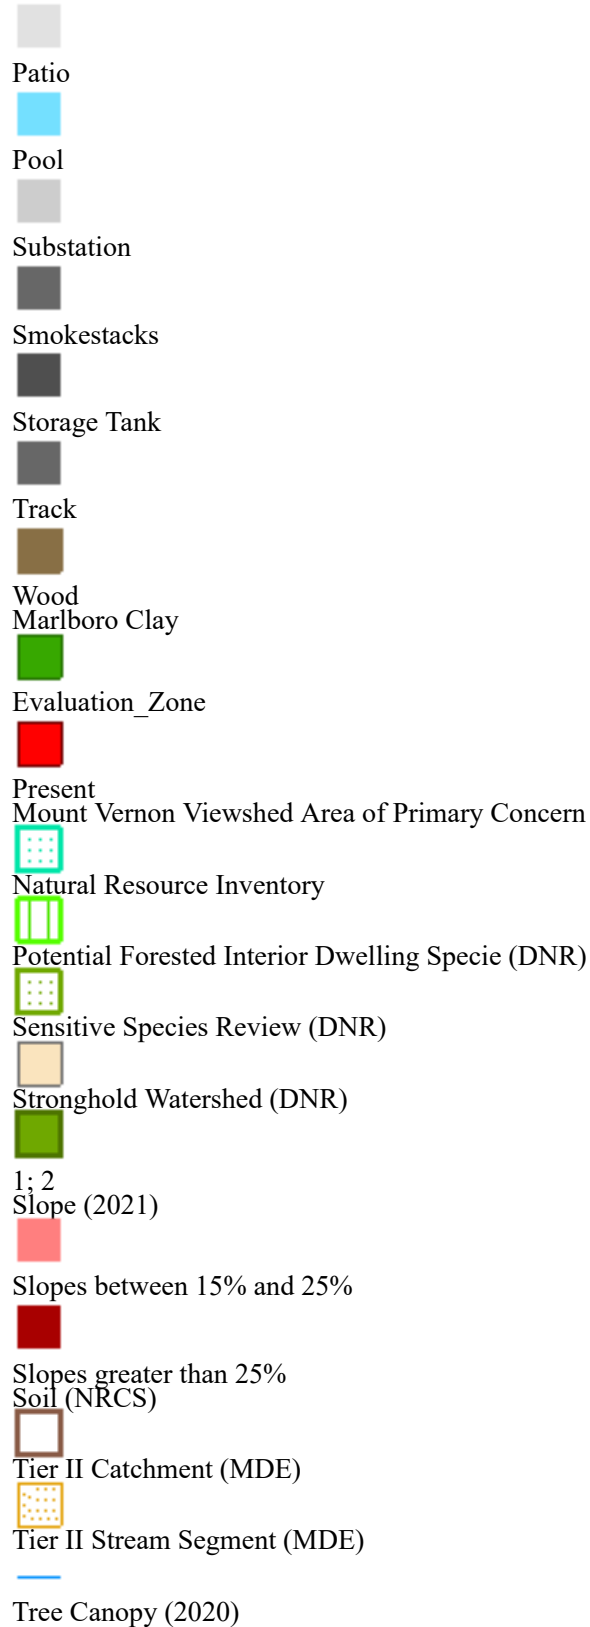 Patio
Pool
Substation
Smokestacks
Storage Tank
Track
Wood
Marlboro Clay
Evaluation_Zone
Present
Mount Vernon Viewshed Area of Primary Concern
Natural Resource Inventory
Potential Forested Interior Dwelling Specie (DNR)
Sensitive Species Review (DNR)
Stronghold Watershed (DNR)
1; 2
Slope (2021)
Slopes between 15% and 25%
Slopes greater than 25%
Soil (NRCS)
Tier II Catchment (MDE)
Tier II Stream Segment (MDE)
Tree Canopy (2020)